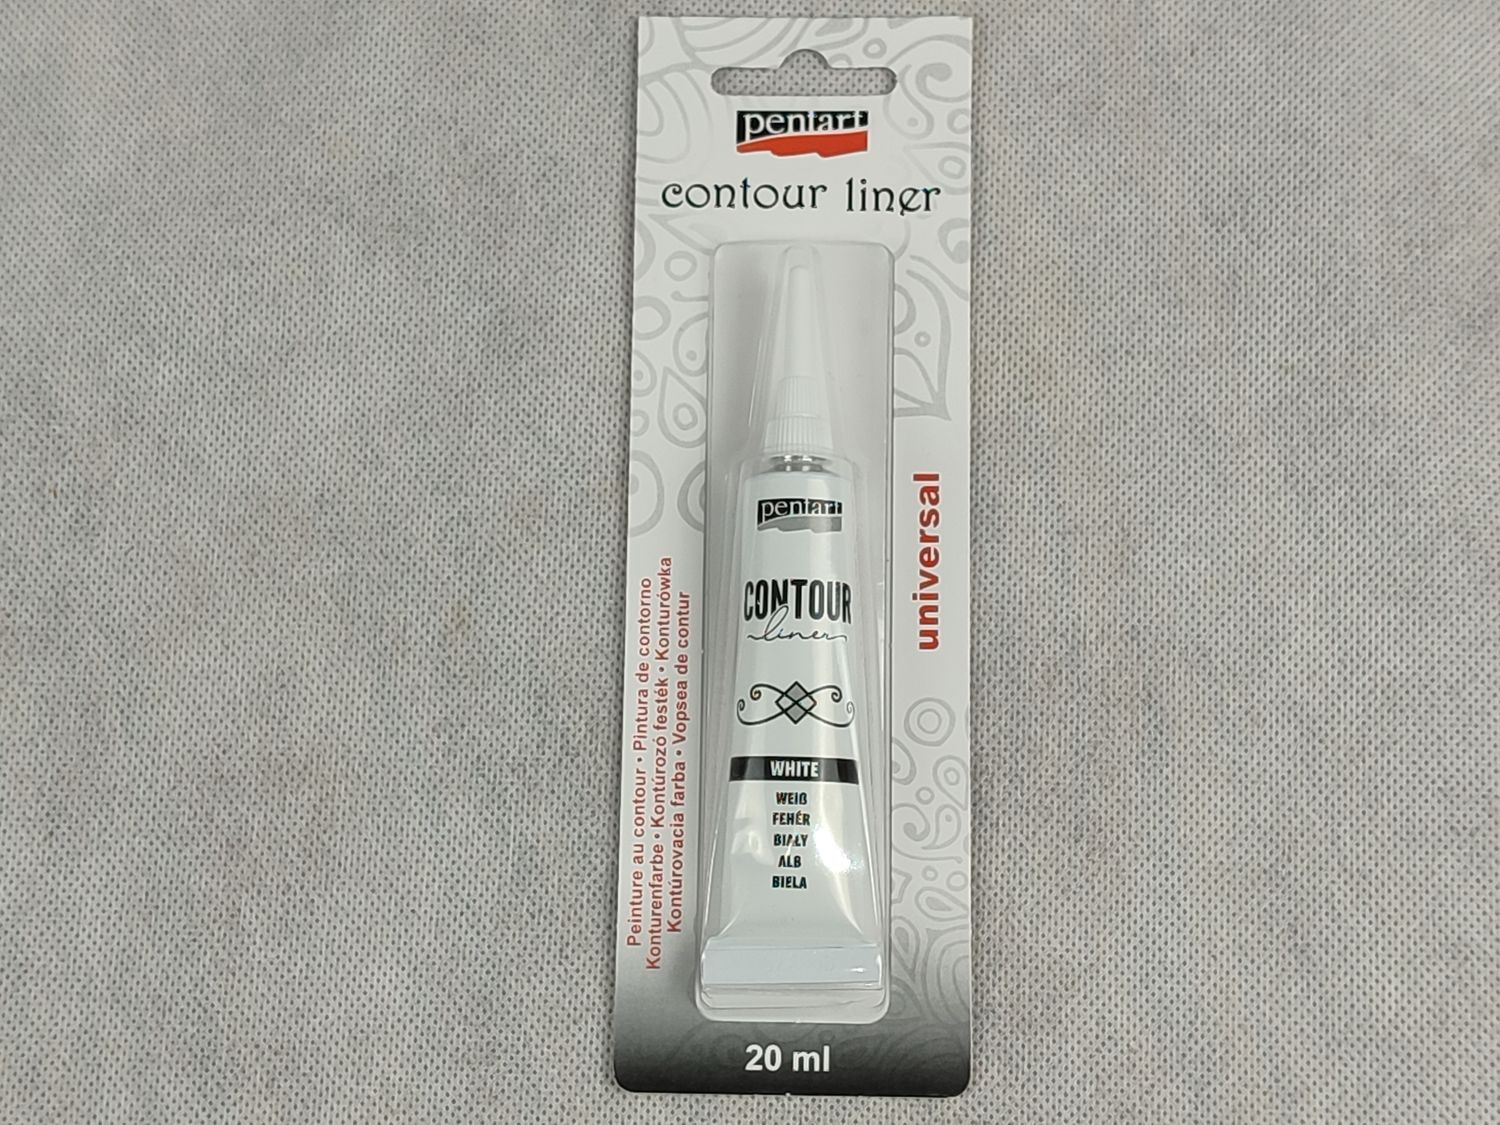 pentart
contour liner
pentart
CONTOUR
liner
universal
Peinture au contour • Pintura de contorno
Konturenfarbe • Kontúrozó festék • Konturówka
Kontúrovacia farba • Vopsea de contur
WHITE
WEIß
FEHÉR
BIAŁY
ALB
BIELA
20 ml